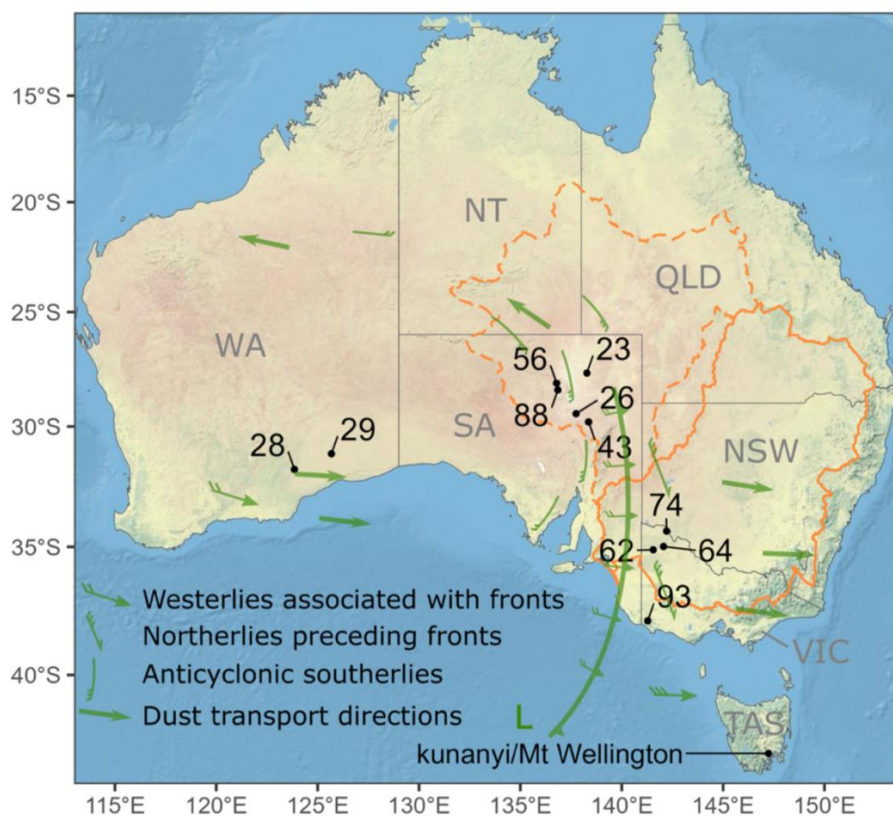 15°S
20°S
25°S
30°S
35°S
40°S
NT
QLD
WA
56
23
26
88
SA
43
28
29
NSW
74
62
64
93
Westerlies associated with fronts
Northerlies preceding fronts
Anticyclonic southerlies
VIC
Dust transport directions
L
TAS
kunanyi/Mt Wellington
115°E
120°E
125°E
130°E
135°E
140°E
145°E
150°E